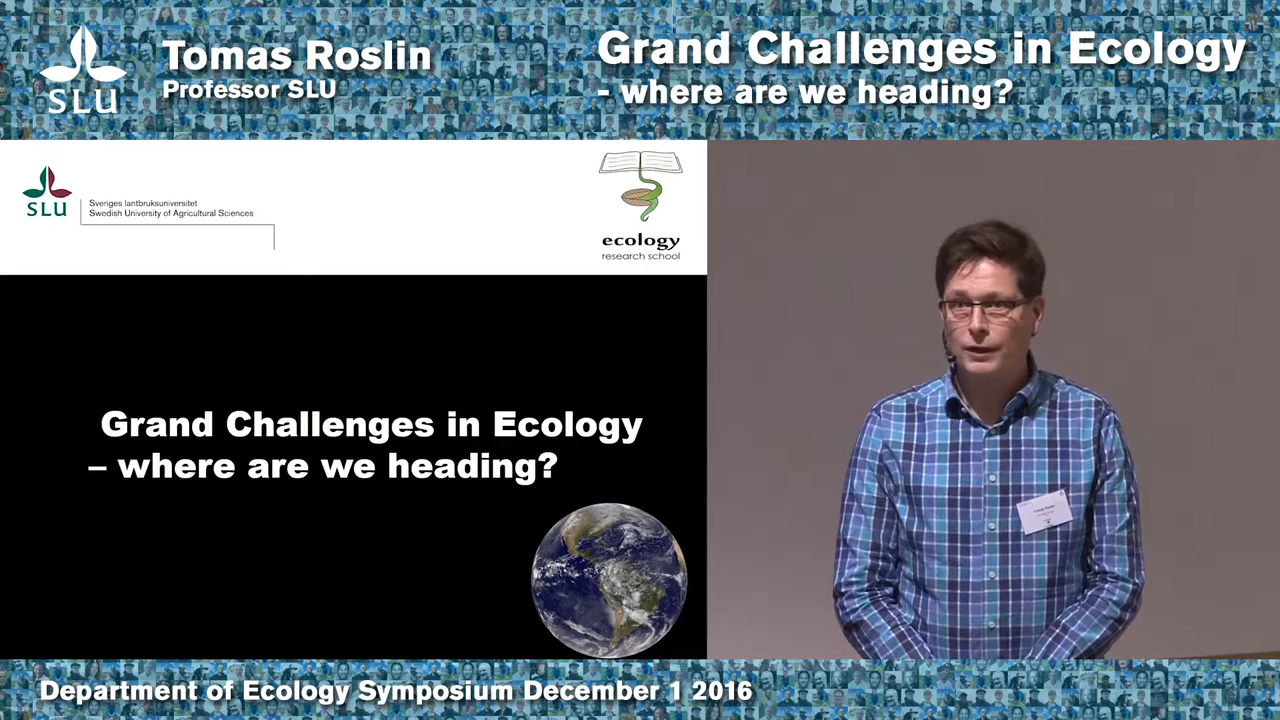 SLU
Tomas Roslin
Professor SLU
Grand Challenges in Ecology
- where are we heading?
SLU
Sveriges lantbruksuniversitet
Swedish University of Agricultural Sciences
ecology
research school
Grand Challenges in Ecology
– where are we heading?
Department of Ecology Symposium December 1 2016